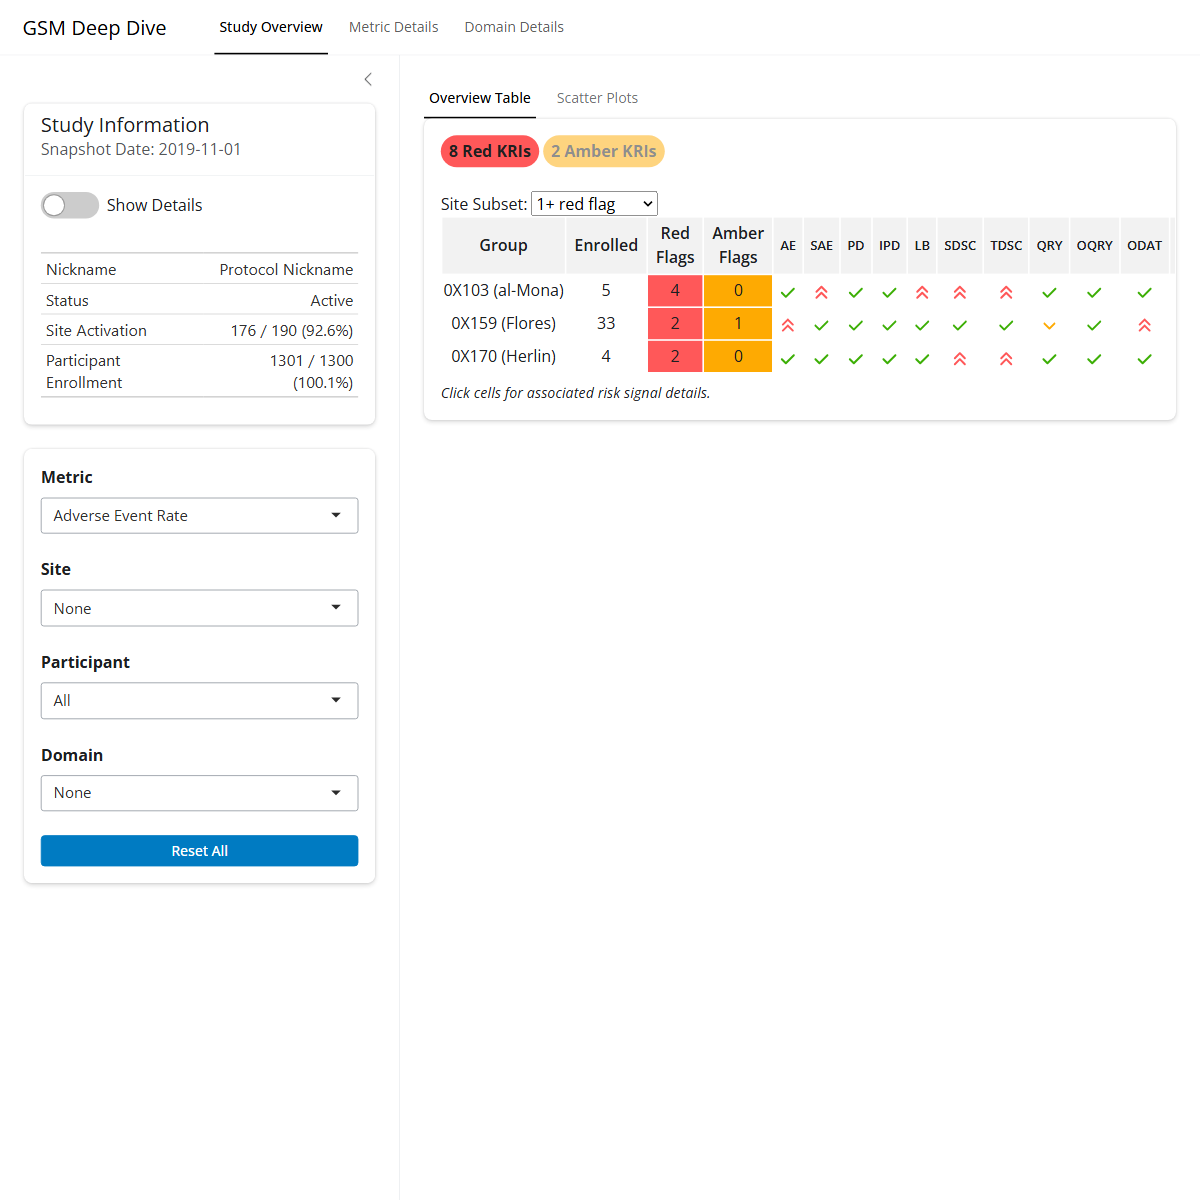 GSM Deep Dive
Study Overview
Metric Details
Domain Details
Study Information
Snapshot Date: 2019-11-01
Show Details
Nickname Protocol Nickname
Status Active
Site Activation 176 / 190 (92.6%)
Participant 1301 / 1300
Enrollment (100.1%)
Metric
Adverse Event Rate
Site
None
Participant
All
Domain
None
Reset All
Overview Table
Scatter Plots
8 Red KRIs
2 Amber KRIs
Site Subset: 1+ red flag
Group Enrolled Red Flags Amber Flags AE SAE PD IPD LB SDSC TDSC QRY OQRY ODAT
0X103 (al-Mona) 5 4 0
0X159 (Flores) 33 2 1
0X170 (Herlin) 4 2 0
Click cells for associated risk signal details.